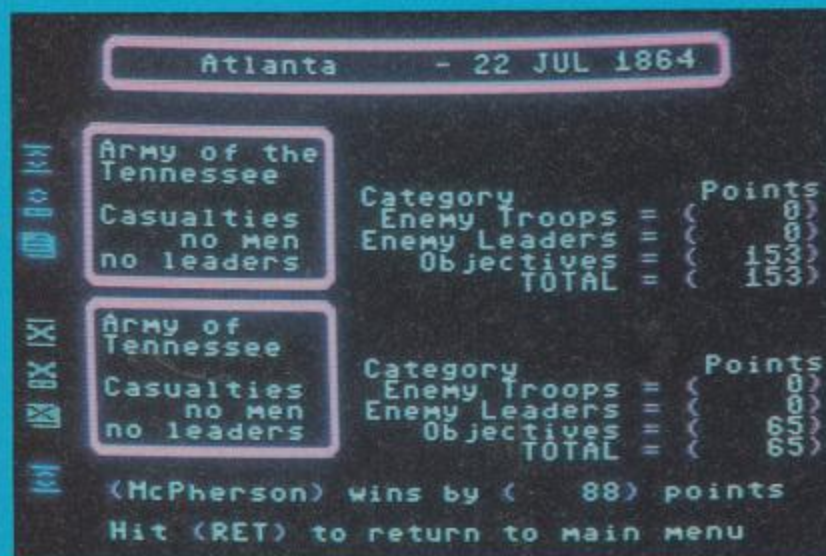 Atlanta - 22 JUL 1864
Army of the
Tennessee
Casualties
no men
no leaders
Category Points
Enemy Troops = ( 0)
Enemy Leaders = ( 0)
Objectives = ( 153)
TOTAL = ( 153)
Army of
Tennessee
Casualties
no men
no leaders
Category Points
Enemy Troops = ( 0)
Enemy Leaders = ( 0)
Objectives = ( 65)
TOTAL = ( 65)
(McPherson) wins by ( 88) points
Hit (RET) to return to main menu